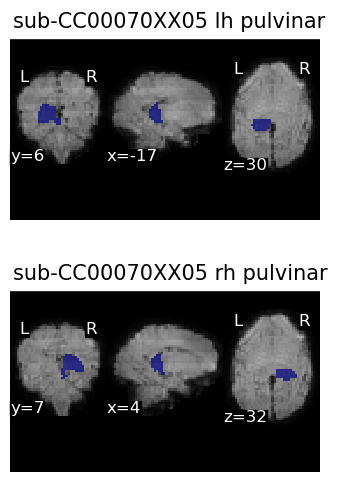 sub-CC00070XX05 lh pulvinar
L R L R
y=6 x=-17 z=30
sub-CC00070XX05 rh pulvinar
L R L R
y=7 x=4 z=32